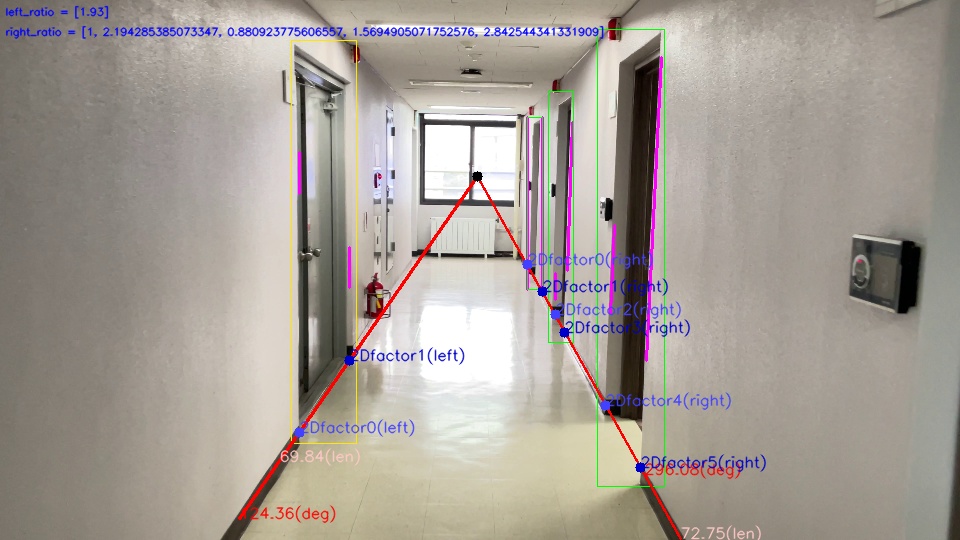 left_ratio = [1.93]
right_ratio = [1, 2.194285385073347, 0.880923775606557, 1.5694905071752576, 2.842544341331909]
2Dfactor0(right)
2Dfactor1(right)
2Dfactor2(right)
2Dfactor3(right)
2Dfactor1(left)
2Dfactor4(right)
2Dfactor0(left)
69.84(len)
2Dfactor5(right)
296.08(deg)
24.36(deg)
72.75(len)